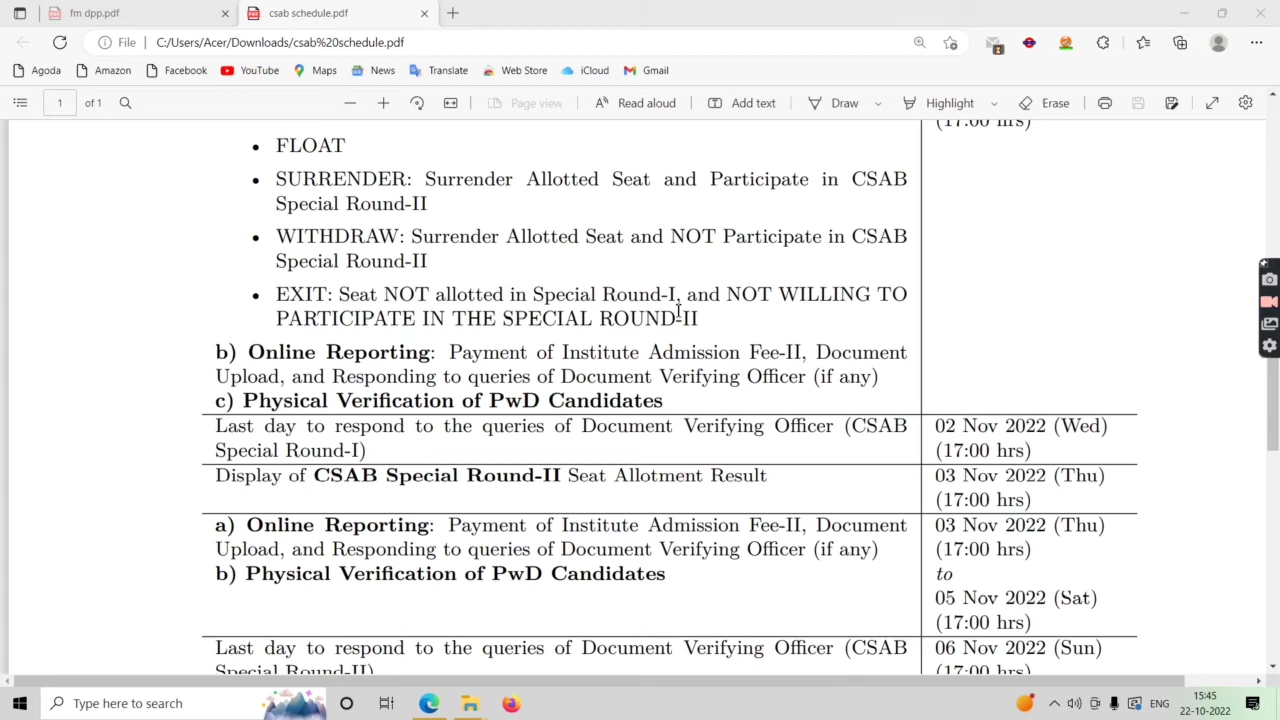 fm dpp.pdf
csab schedule.pdf
File
C:/Users/Acer/Downloads/csab%20schedule.pdf
Agoda
Amazon
Facebook
YouTube
Maps
News
Translate
Web Store
iCloud
Gmail
1 of 1
Page view
Read aloud
Add text
Draw
Highlight
Erase
(17:00 hrs)
• FLOAT
• SURRENDER: Surrender Allotted Seat and Participate in CSAB
Special Round-II
• WITHDRAW: Surrender Allotted Seat and NOT Participate in CSAB
Special Round-II
• EXIT: Seat NOT allotted in Special Round-I, and NOT WILLING TO
PARTICIPATE IN THE SPECIAL ROUND-II
b) Online Reporting: Payment of Institute Admission Fee-II, Document
Upload, and Responding to queries of Document Verifying Officer (if any)
c) Physical Verification of PwD Candidates
Last day to respond to the queries of Document Verifying Officer (CSAB
Special Round-I)
02 Nov 2022 (Wed)
(17:00 hrs)
Display of CSAB Special Round-II Seat Allotment Result
03 Nov 2022 (Thu)
(17:00 hrs)
a) Online Reporting: Payment of Institute Admission Fee-II, Document
Upload, and Responding to queries of Document Verifying Officer (if any)
b) Physical Verification of PwD Candidates
03 Nov 2022 (Thu)
(17:00 hrs)
to
05 Nov 2022 (Sat)
(17:00 hrs)
Last day to respond to the queries of Document Verifying Officer (CSAB
Special Round-II)
06 Nov 2022 (Sun)
(17:00 hrs)
Type here to search
ENG
15:45
22-10-2022